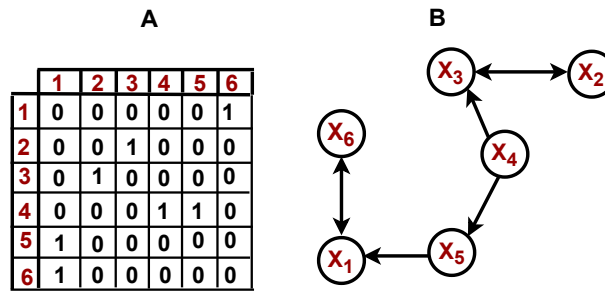 A
1 2 3 4 5 6
1 0 0 0 0 0 1
2 0 0 1 0 0 0
3 0 1 0 0 0 0
4 0 0 0 1 1 0
5 1 0 0 0 0 0
6 1 0 0 0 0 0
B
X3 X2
X6 X4
X1 X5